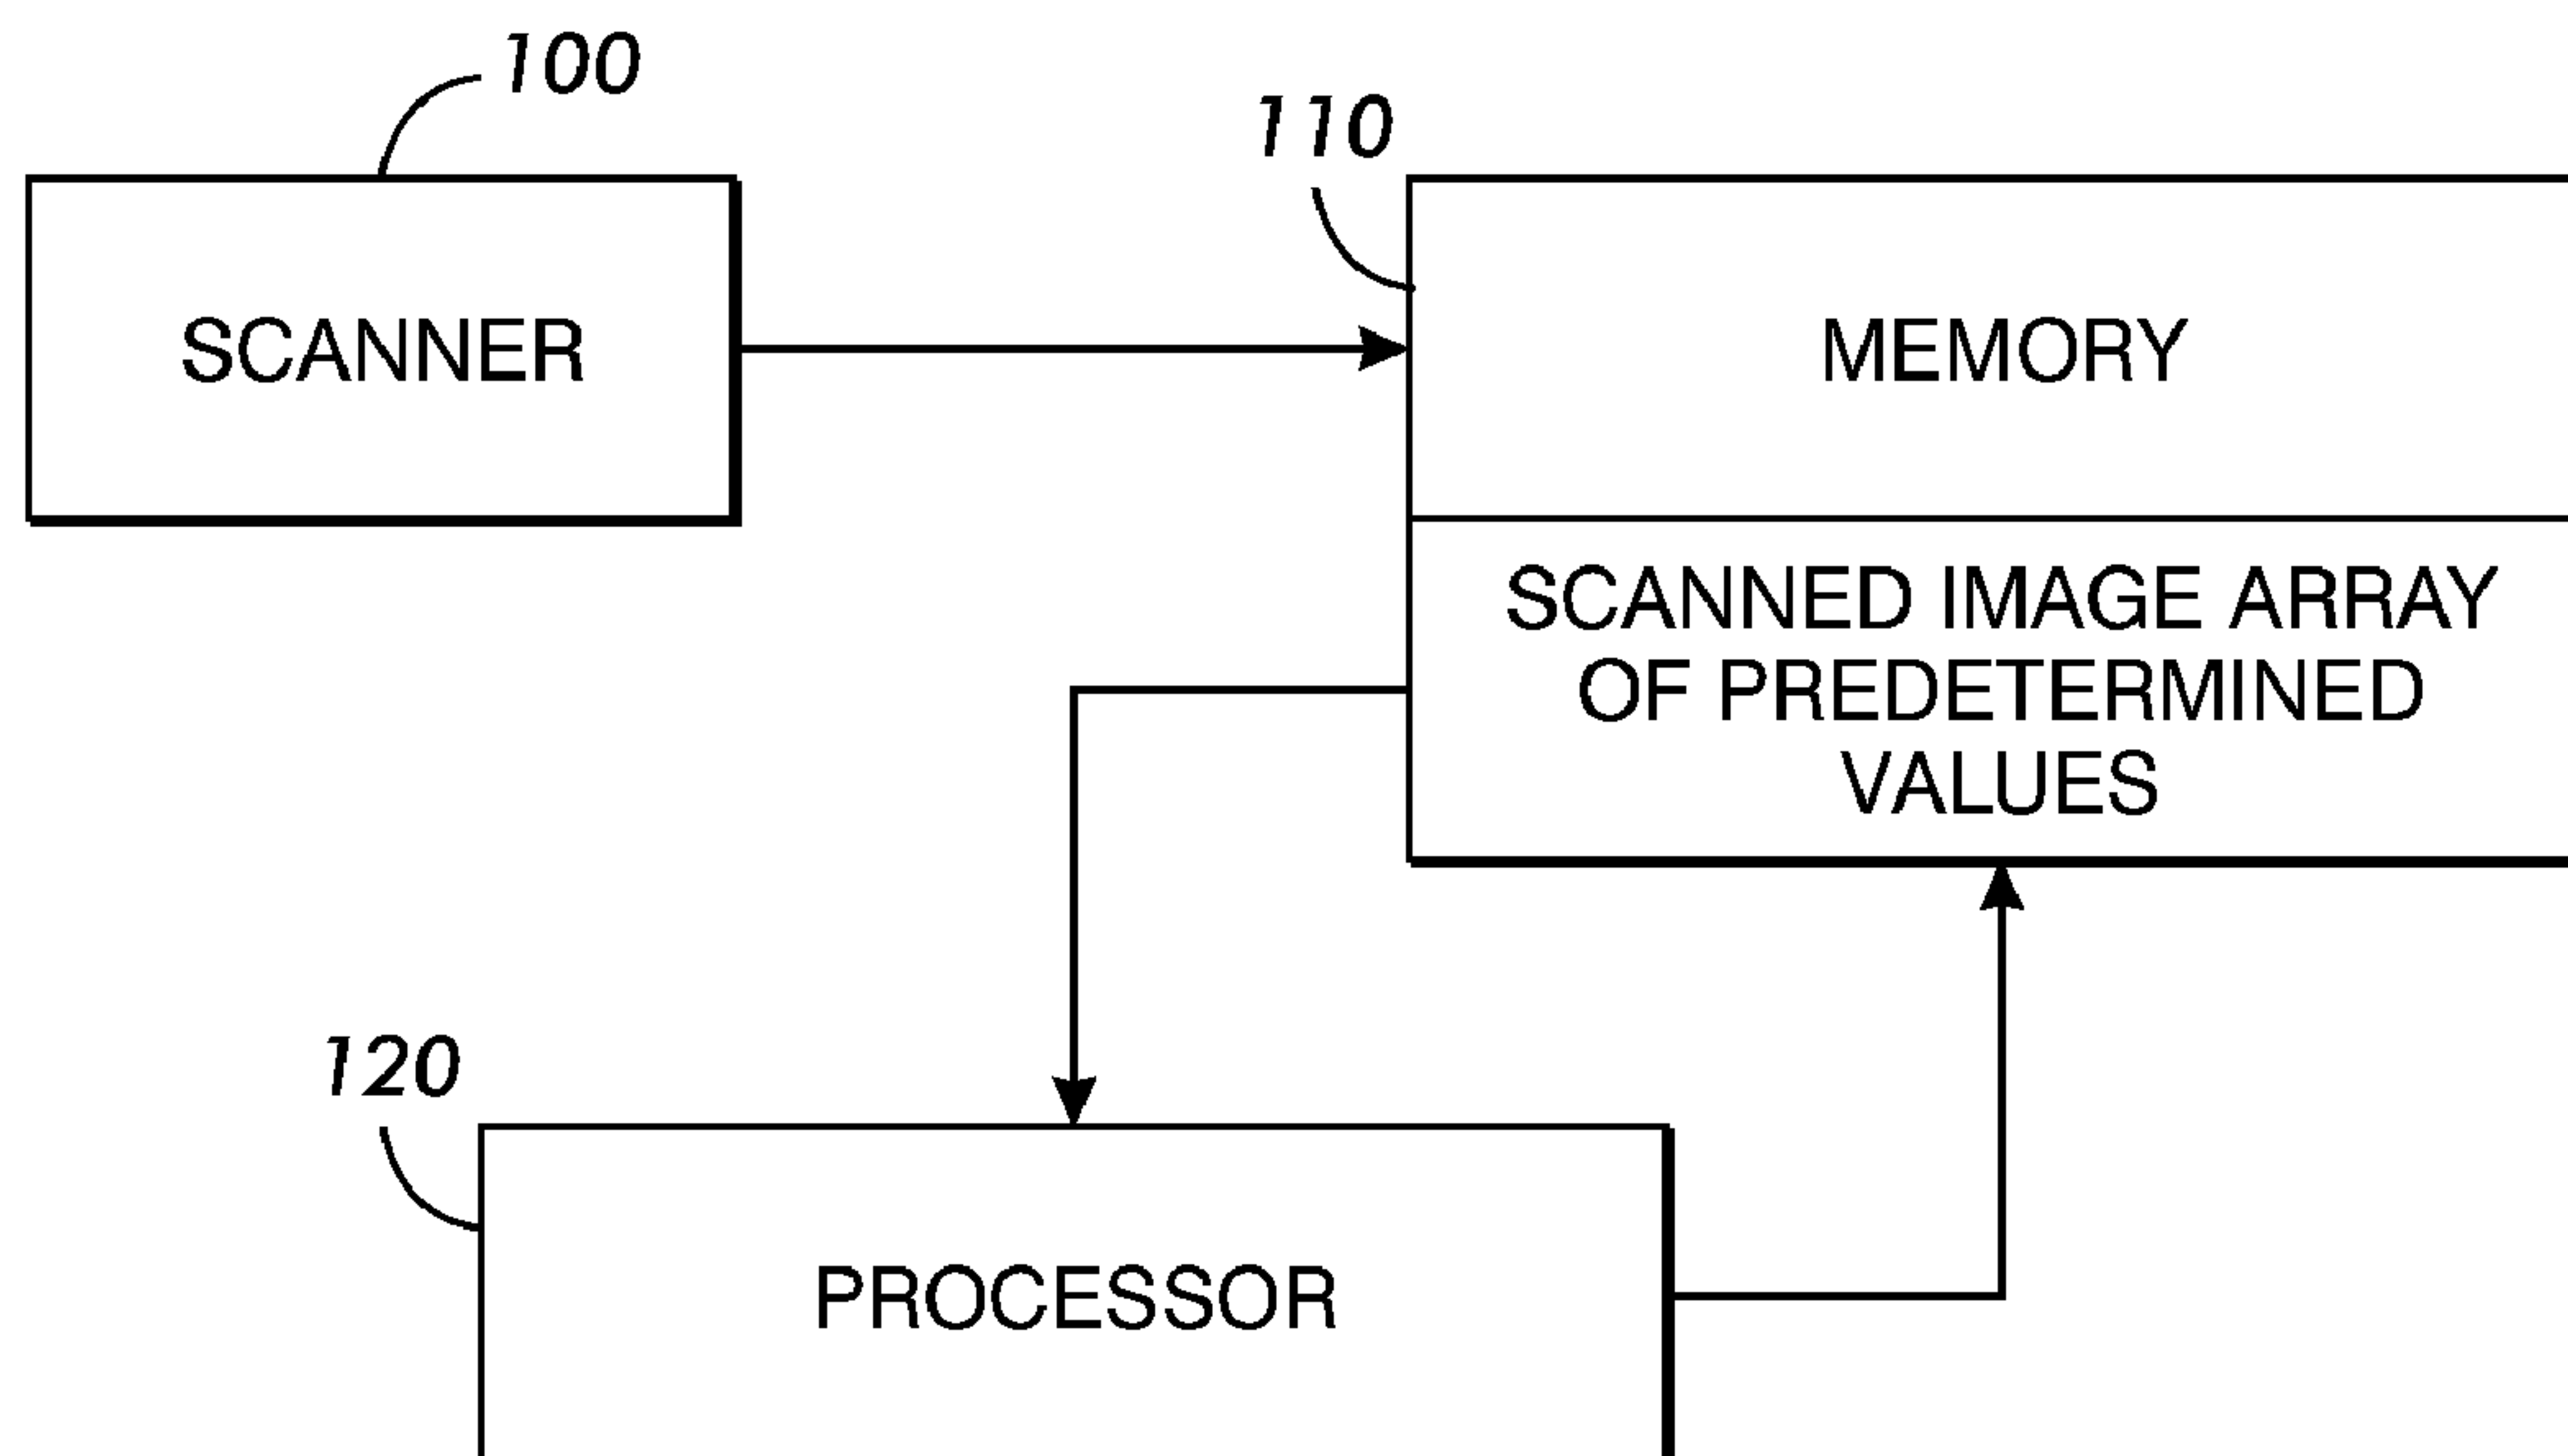 100
110
SCANNER
MEMORY
SCANNED IMAGE ARRAY
OF PREDETERMINED
VALUES
120
PROCESSOR